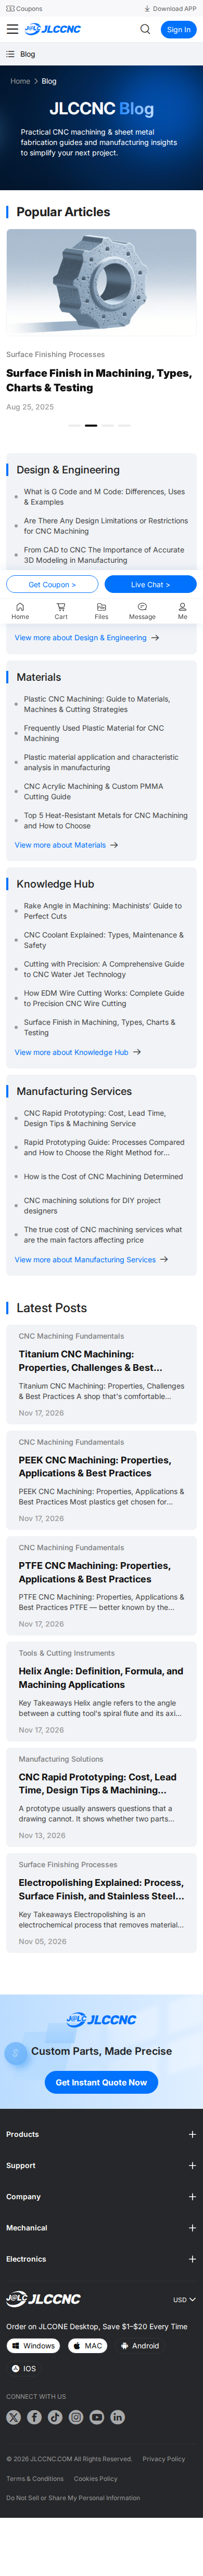 Coupons
Download APP
JLCCNC
Sign In
Blog
Home > Blog
JLCCNC Blog
Practical CNC machining & sheet metal
fabrication guides and manufacturing insights
to simplify your next project.
Popular Articles
Surface Finishing Processes
Surface Finish in Machining, Types,
Charts & Testing
Aug 25, 2025
Design & Engineering
What is G Code and M Code: Differences, Uses
& Examples
Are There Any Design Limitations or Restrictions
for CNC Machining
From CAD to CNC The Importance of Accurate
3D Modeling in Manufacturing
Get Coupon >
Live Chat >
Home
Cart
Files
Message
Me
View more about Design & Engineering →
Materials
Plastic CNC Machining: Guide to Materials,
Machines & Cutting Strategies
Frequently Used Plastic Material for CNC
Machining
Plastic material application and characteristic
analysis in manufacturing
CNC Acrylic Machining & Custom PMMA
Cutting Guide
Top 5 Heat-Resistant Metals for CNC Machining
and How to Choose
View more about Materials →
Knowledge Hub
Rake Angle in Machining: Machinists’ Guide to
Perfect Cuts
CNC Coolant Explained: Types, Maintenance &
Safety
Cutting with Precision: A Comprehensive Guide
to CNC Water Jet Technology
How EDM Wire Cutting Works: Complete Guide
to Precision CNC Wire Cutting
Surface Finish in Machining, Types, Charts &
Testing
View more about Knowledge Hub →
Manufacturing Services
CNC Rapid Prototyping: Cost, Lead Time,
Design Tips & Machining Service
Rapid Prototyping Guide: Processes Compared
and How to Choose the Right Method for...
How is the Cost of CNC Machining Determined
CNC machining solutions for DIY project
designers
The true cost of CNC machining services what
are the main factors affecting price
View more about Manufacturing Services →
Latest Posts
CNC Machining Fundamentals
Titanium CNC Machining:
Properties, Challenges & Best...
Titanium CNC Machining: Properties, Challenges
& Best Practices A shop that's comfortable...
Nov 17, 2026
CNC Machining Fundamentals
PEEK CNC Machining: Properties,
Applications & Best Practices
PEEK CNC Machining: Properties, Applications &
Best Practices Most plastics get chosen for...
Nov 17, 2026
CNC Machining Fundamentals
PTFE CNC Machining: Properties,
Applications & Best Practices
PTFE CNC Machining: Properties, Applications &
Best Practices PTFE — better known by the...
Nov 17, 2026
Tools & Cutting Instruments
Helix Angle: Definition, Formula, and
Machining Applications
Key Takeaways Helix angle refers to the angle
between a cutting tool's spiral flute and its axi...
Nov 17, 2026
Manufacturing Solutions
CNC Rapid Prototyping: Cost, Lead
Time, Design Tips & Machining...
A prototype usually answers questions that a
drawing cannot. It shows whether two parts...
Nov 13, 2026
Surface Finishing Processes
Electropolishing Explained: Process,
Surface Finish, and Stainless Steel...
Key Takeaways Electropolishing is an
electrochemical process that removes material...
Nov 05, 2026
JLCCNC
Custom Parts, Made Precise
Get Instant Quote Now
Products
Support
Company
Mechanical
Electronics
JLCCNC
USD
Order on JLCONE Desktop, Save $1–$20 Every Time
Windows
MAC
Android
IOS
CONNECT WITH US
© 2026 JLCCNC.COM All Rights Reserved.
Privacy Policy
Terms & Conditions
Cookies Policy
Do Not Sell or Share My Personal Information